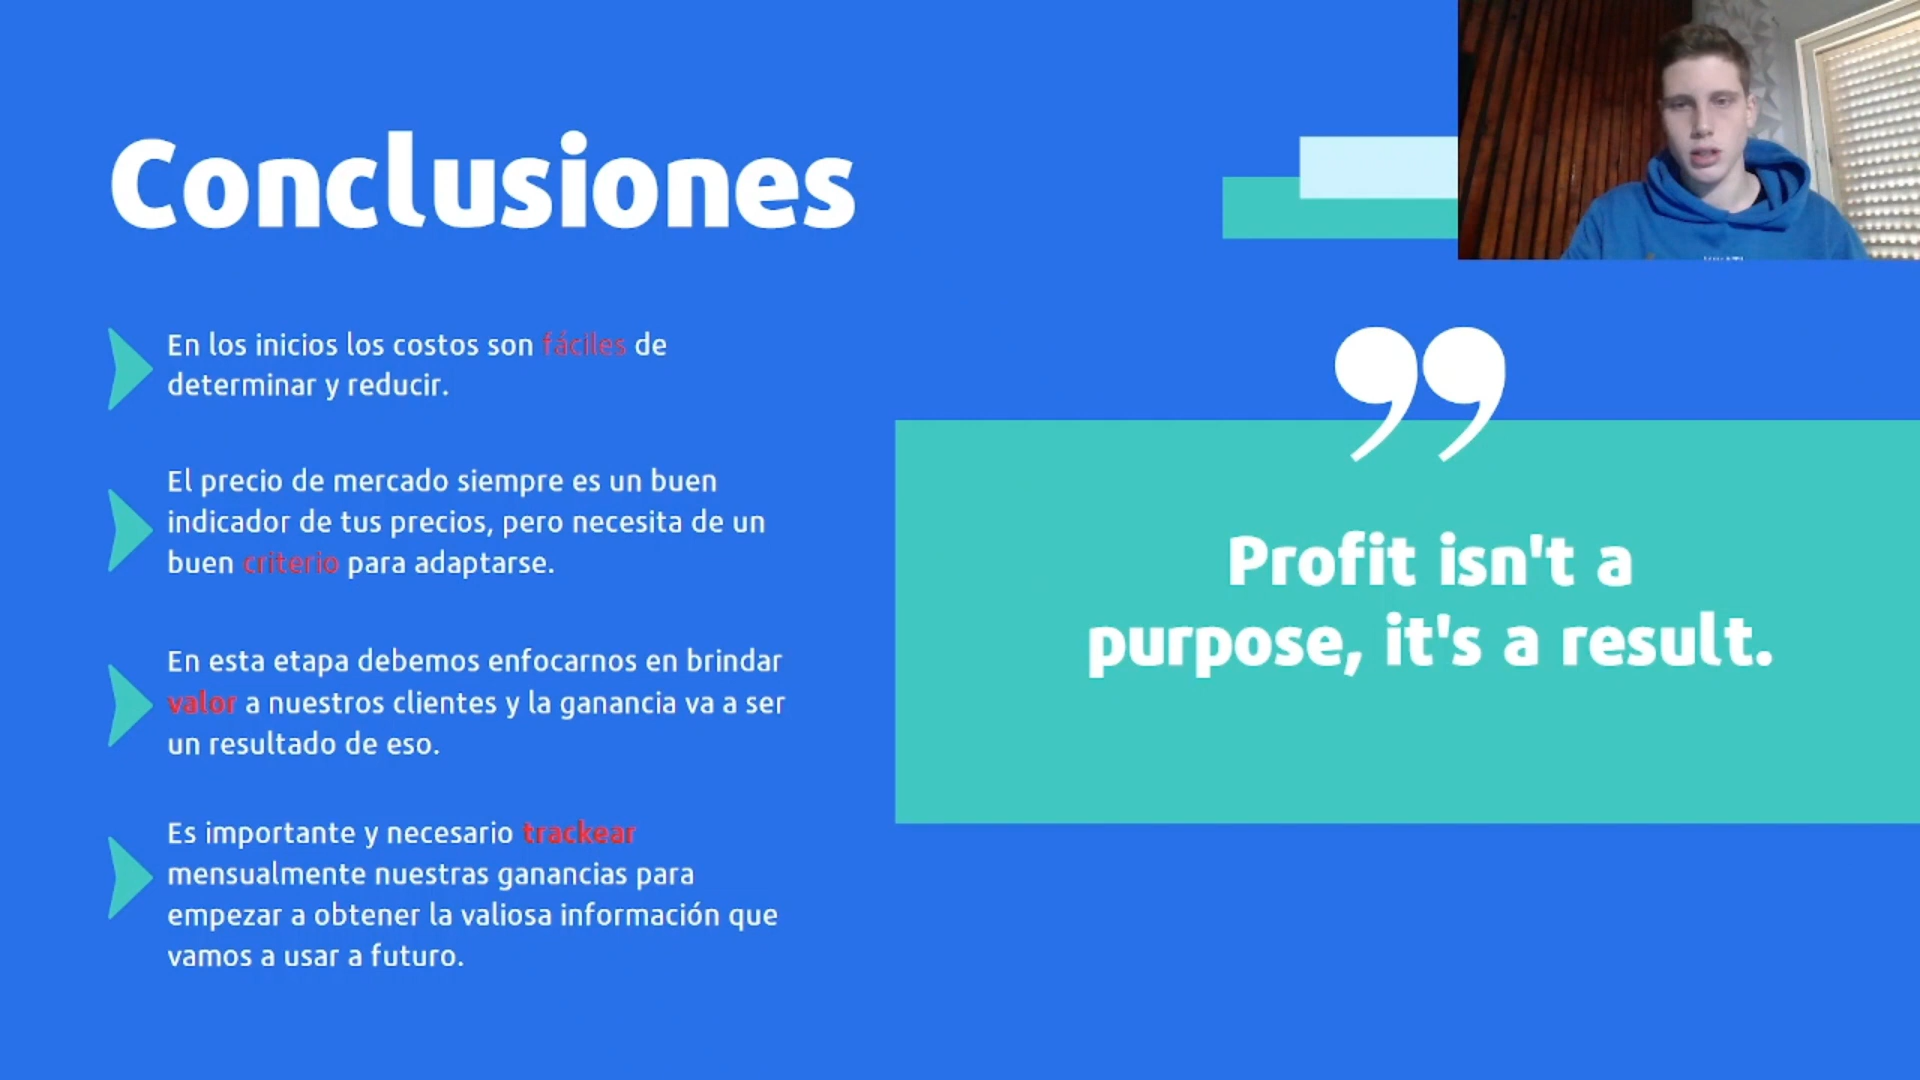 Conclusiones
En los inicios los costos son fáciles de
determinar y reducir.
El precio de mercado siempre es un buen
indicador de tus precios, pero necesita de un
buen criterio para adaptarse.
En esta etapa debemos enfocarnos en brindar
valor a nuestros clientes y la ganancia va a ser
un resultado de eso.
Es importante y necesario trackear
mensualmente nuestras ganancias para
empezar a obtener la valiosa información que
vamos a usar a futuro.
”
Profit isn't a
purpose, it's a result.